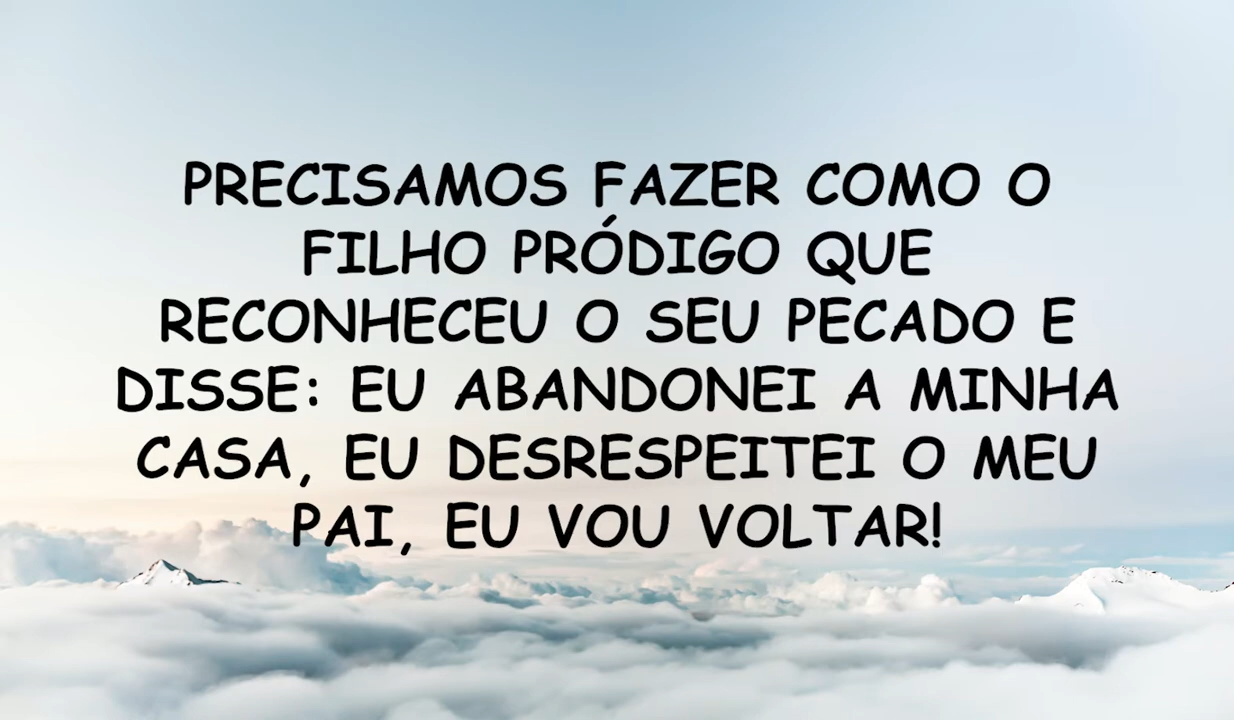 PRECISAMOS FAZER COMO O
FILHO PRÓDIGO QUE
RECONHECEU O SEU PECADO E
DISSE: EU ABANDONEI A MINHA
CASA, EU DESRESPEITEI O MEU
PAI, EU VOU VOLTAR!